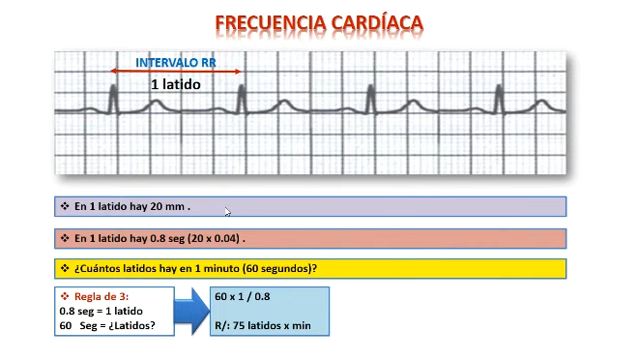 FRECUENCIA CARDÍACA
INTERVALO RR
1 latido
En 1 latido hay 20 mm .
En 1 latido hay 0.8 seg (20 x 0.04) .
¿Cuántos latidos hay en 1 minuto (60 segundos)?
Regla de 3:
0.8 seg = 1 latido
60 Seg = ¿Latidos?
60 x 1 / 0.8
R/: 75 latidos x min